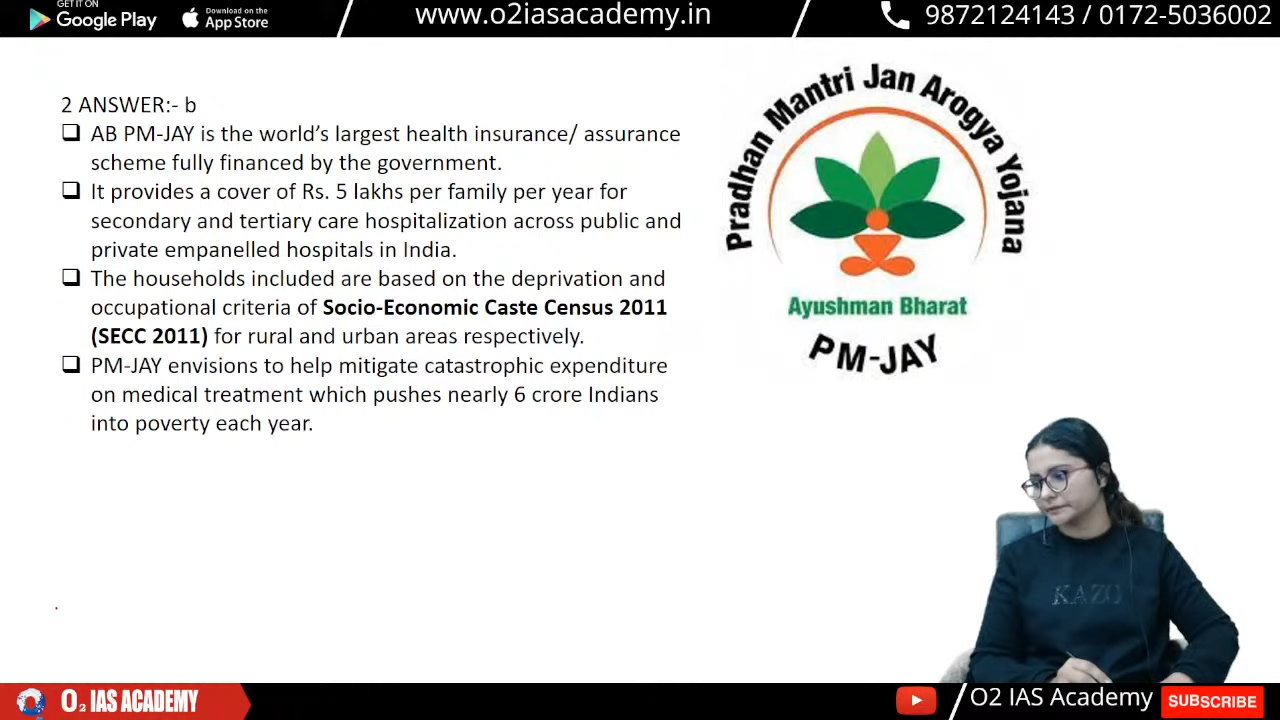 GET IT ON
Google Play
Download on the
App Store
www.o2iasacademy.in
9872124143 / 0172-5036002
2 ANSWER:- b
❑ AB PM-JAY is the world’s largest health insurance/ assurance
scheme fully financed by the government.
❑ It provides a cover of Rs. 5 lakhs per family per year for
secondary and tertiary care hospitalization across public and
private empanelled hospitals in India.
❑ The households included are based on the deprivation and
occupational criteria of Socio-Economic Caste Census 2011
(SECC 2011) for rural and urban areas respectively.
❑ PM-JAY envisions to help mitigate catastrophic expenditure
on medical treatment which pushes nearly 6 crore Indians
into poverty each year.
Pradhan Mantri Jan Arogya Yojana
Ayushman Bharat
PM-JAY
KAZO
O2 IAS ACADEMY
O2 IAS Academy
SUBSCRIBE